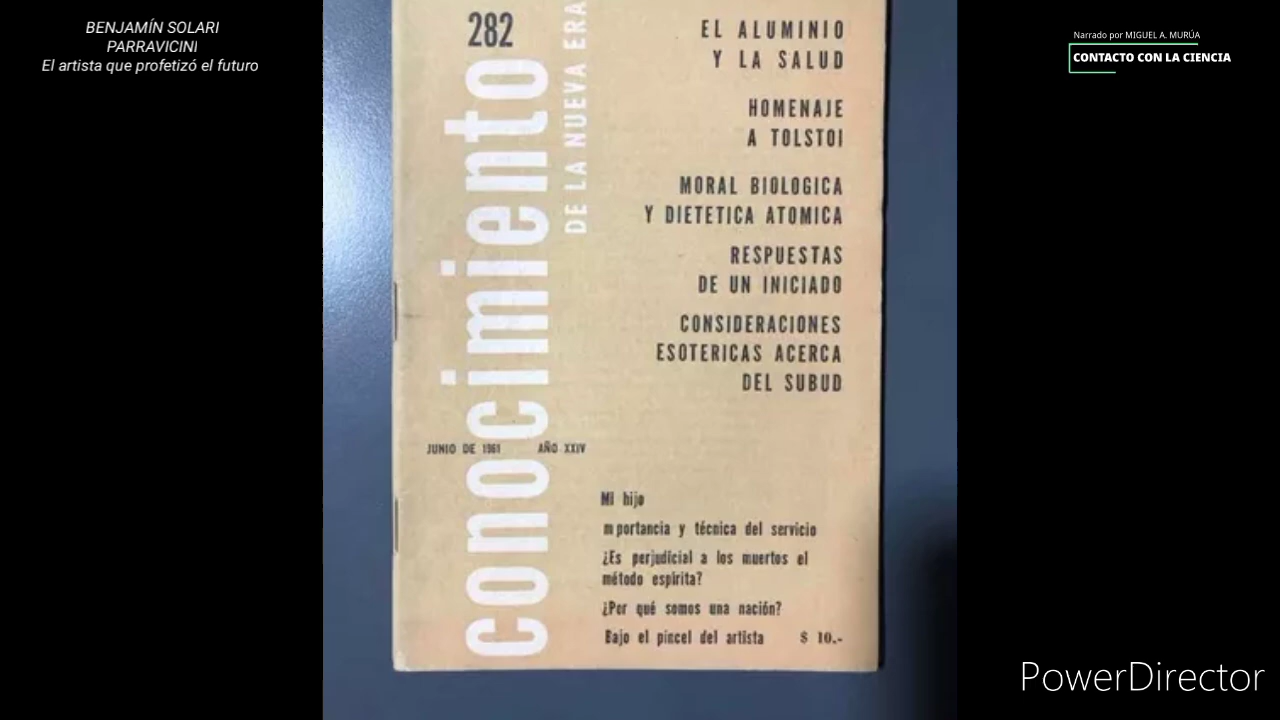 BENJAMÍN SOLARI
PARRAVICINI
El artista que profetizó el futuro
Narrado por MIGUEL A. MURÚA
CONTACTO CON LA CIENCIA
282
conocimiento
DE LA NUEVA ERA
EL ALUMINIO
Y LA SALUD
HOMENAJE
A TOLSTOI
MORAL BIOLOGICA
Y DIETETICA ATOMICA
RESPUESTAS
DE UN INICIADO
CONSIDERACIONES
ESOTERICAS ACERCA
DEL SUBUD
JUNIO DE 1961 AÑO XXIV
Mi hijo
mportancia y técnica del servicio
¿Es perjudicial a los muertos el
método espírita?
¿Por qué somos una nación?
Bajo el pincel del artista $ 10.-
PowerDirector